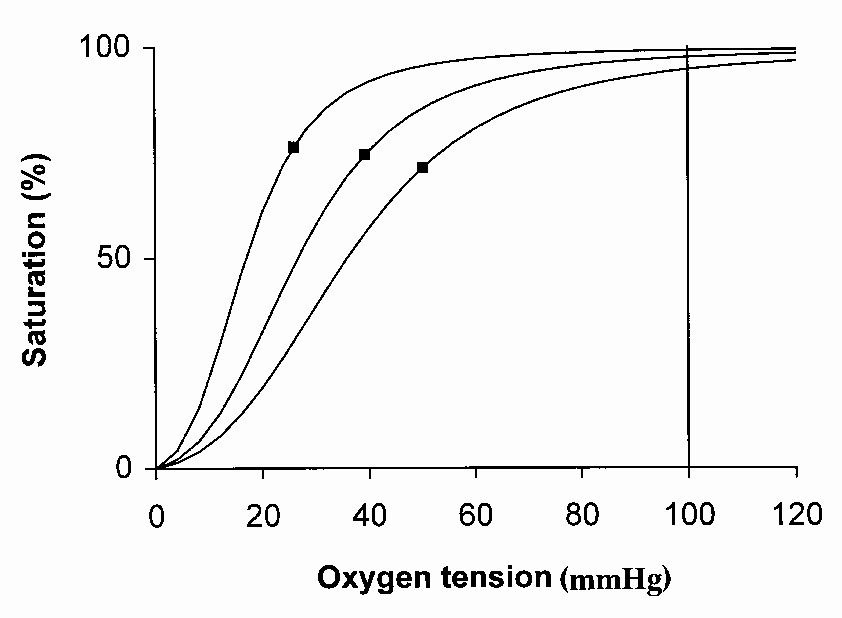 100
50
0
Saturation (%)
0 20 40 60 80 100 120
Oxygen tension (mmHg)